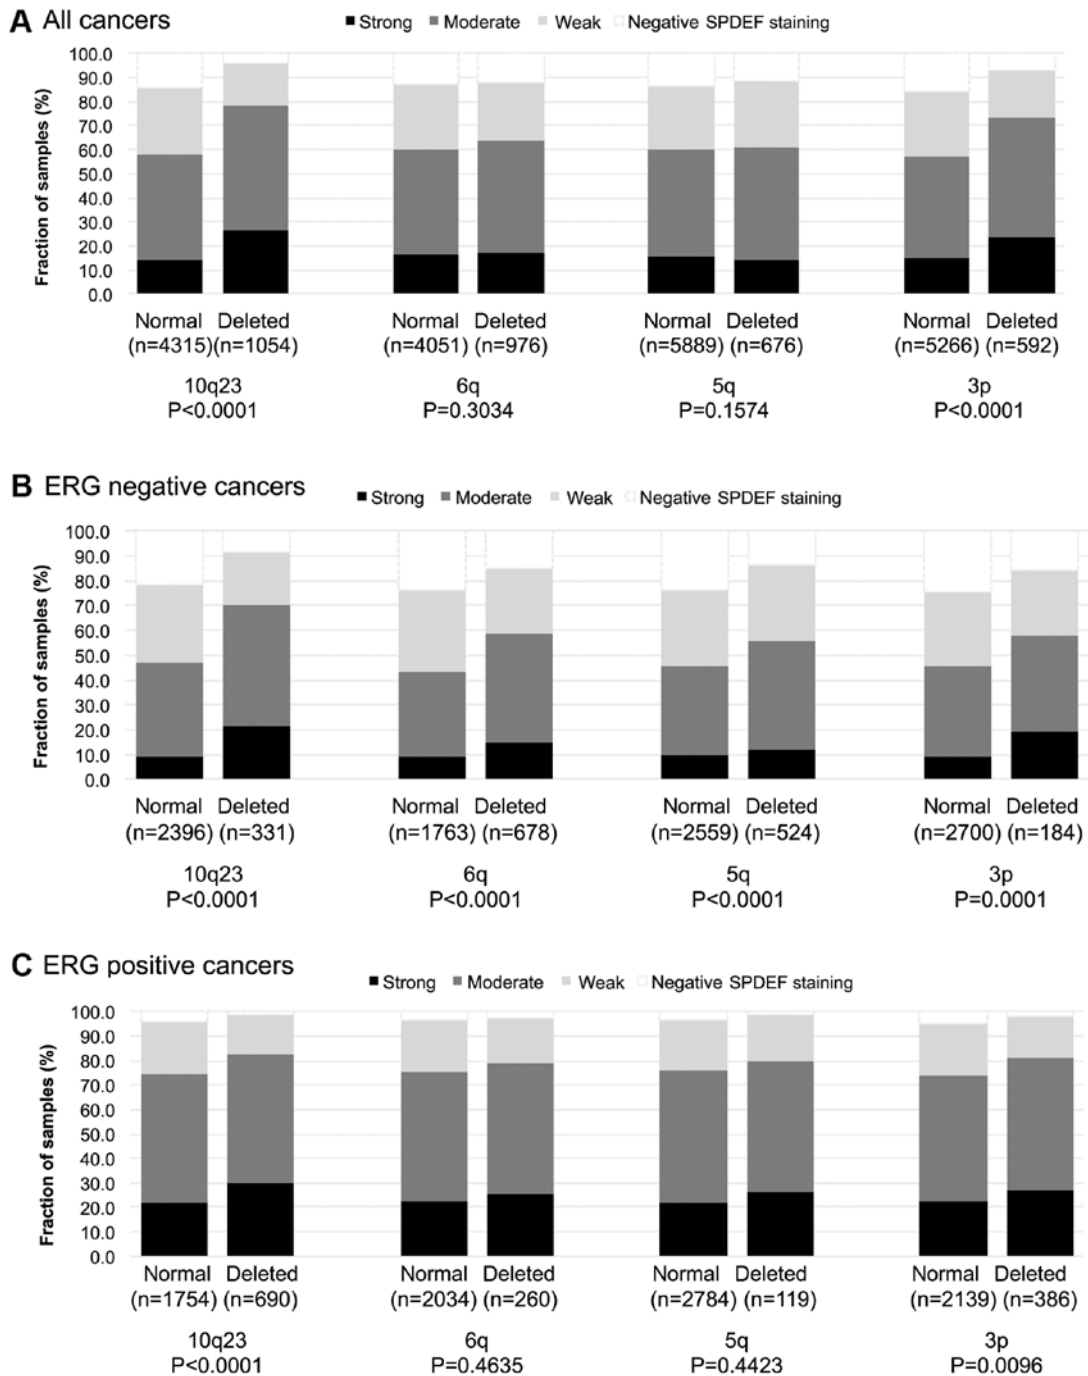 A All cancers
Strong Moderate Weak Negative SPDEF staining
Fraction of samples (%)
100.0
90.0
80.0
70.0
60.0
50.0
40.0
30.0
20.0
10.0
0.0
Normal Deleted Normal Deleted Normal Deleted Normal Deleted
(n=4315)(n=1054) (n=4051) (n=976) (n=5889) (n=676) (n=5266) (n=592)
10q23 6q 5q 3p
P<0.0001 P=0.3034 P=0.1574 P<0.0001
B ERG negative cancers
Strong Moderate Weak Negative SPDEF staining
Fraction of samples (%)
100.0
90.0
80.0
70.0
60.0
50.0
40.0
30.0
20.0
10.0
0.0
Normal Deleted Normal Deleted Normal Deleted Normal Deleted
(n=2396) (n=331) (n=1763) (n=678) (n=2559) (n=524) (n=2700) (n=184)
10q23 6q 5q 3p
P<0.0001 P<0.0001 P<0.0001 P=0.0001
C ERG positive cancers
Strong Moderate Weak Negative SPDEF staining
Fraction of samples (%)
100.0
90.0
80.0
70.0
60.0
50.0
40.0
30.0
20.0
10.0
0.0
Normal Deleted Normal Deleted Normal Deleted Normal Deleted
(n=1754) (n=690) (n=2034) (n=260) (n=2784) (n=119) (n=2139) (n=386)
10q23 6q 5q 3p
P<0.0001 P=0.4635 P=0.4423 P=0.0096